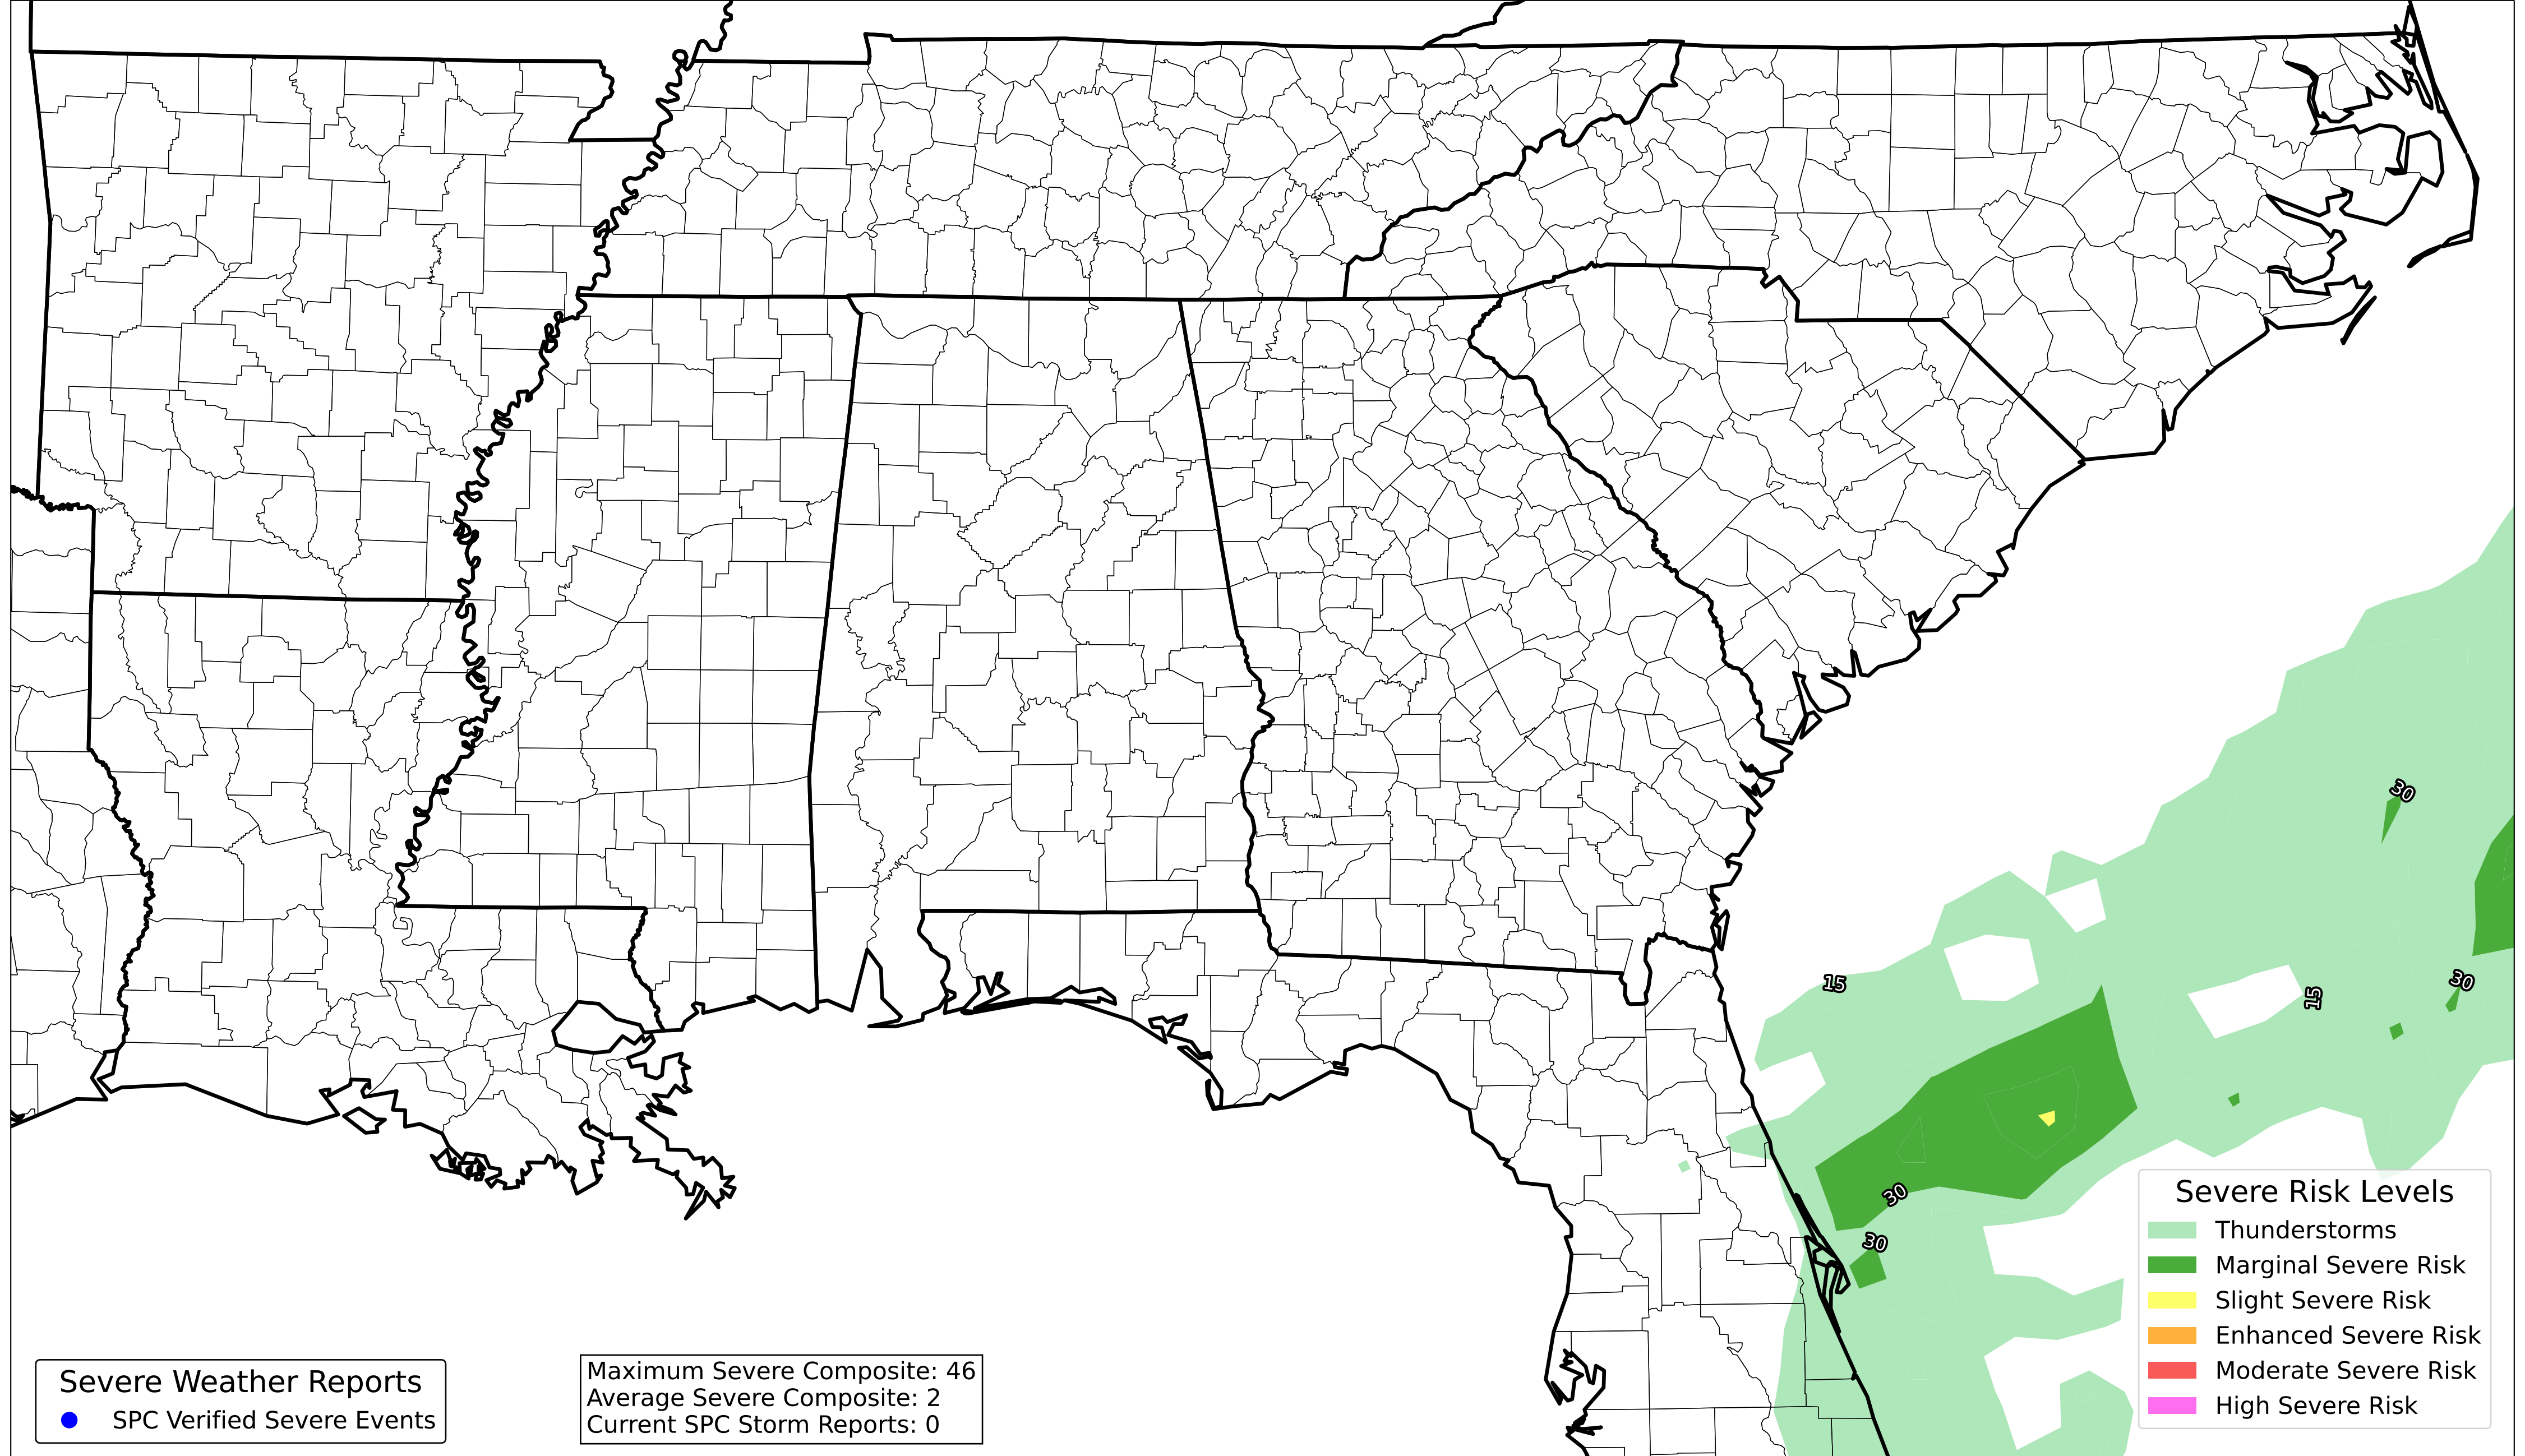 30
15
30
15
30
30
Severe Risk Levels
Thunderstorms
Marginal Severe Risk
Slight Severe Risk
Enhanced Severe Risk
Moderate Severe Risk
High Severe Risk
Severe Weather Reports
SPC Verified Severe Events
Maximum Severe Composite: 46
Average Severe Composite: 2
Current SPC Storm Reports: 0